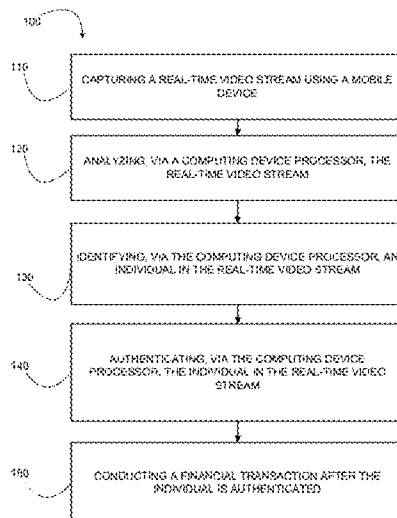 100
110
CAPTURING A REAL-TIME VIDEO STREAM USING A MOBILE
DEVICE
120
ANALYZING, VIA A COMPUTING DEVICE PROCESSOR, THE
REAL-TIME VIDEO STREAM
IDENTIFYING, VIA THE COMPUTING DEVICE PROCESSOR, AN
INDIVIDUAL IN THE REAL-TIME VIDEO STREAM
130
140
AUTHENTICATING, VIA THE COMPUTING DEVICE
PROCESSOR, THE INDIVIDUAL IN THE REAL-TIME VIDEO
STREAM
CONDUCTING A FINANCIAL TRANSACTION AFTER THE
INDIVIDUAL IS AUTHENTICATED